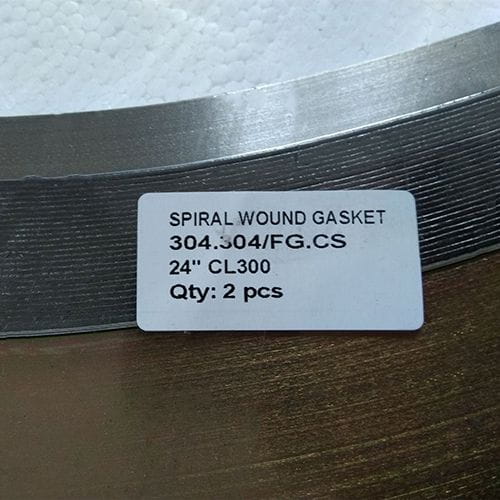 SPIRAL WOUND GASKET
304.304/FG.CS
24" CL300
Qty: 2 pcs